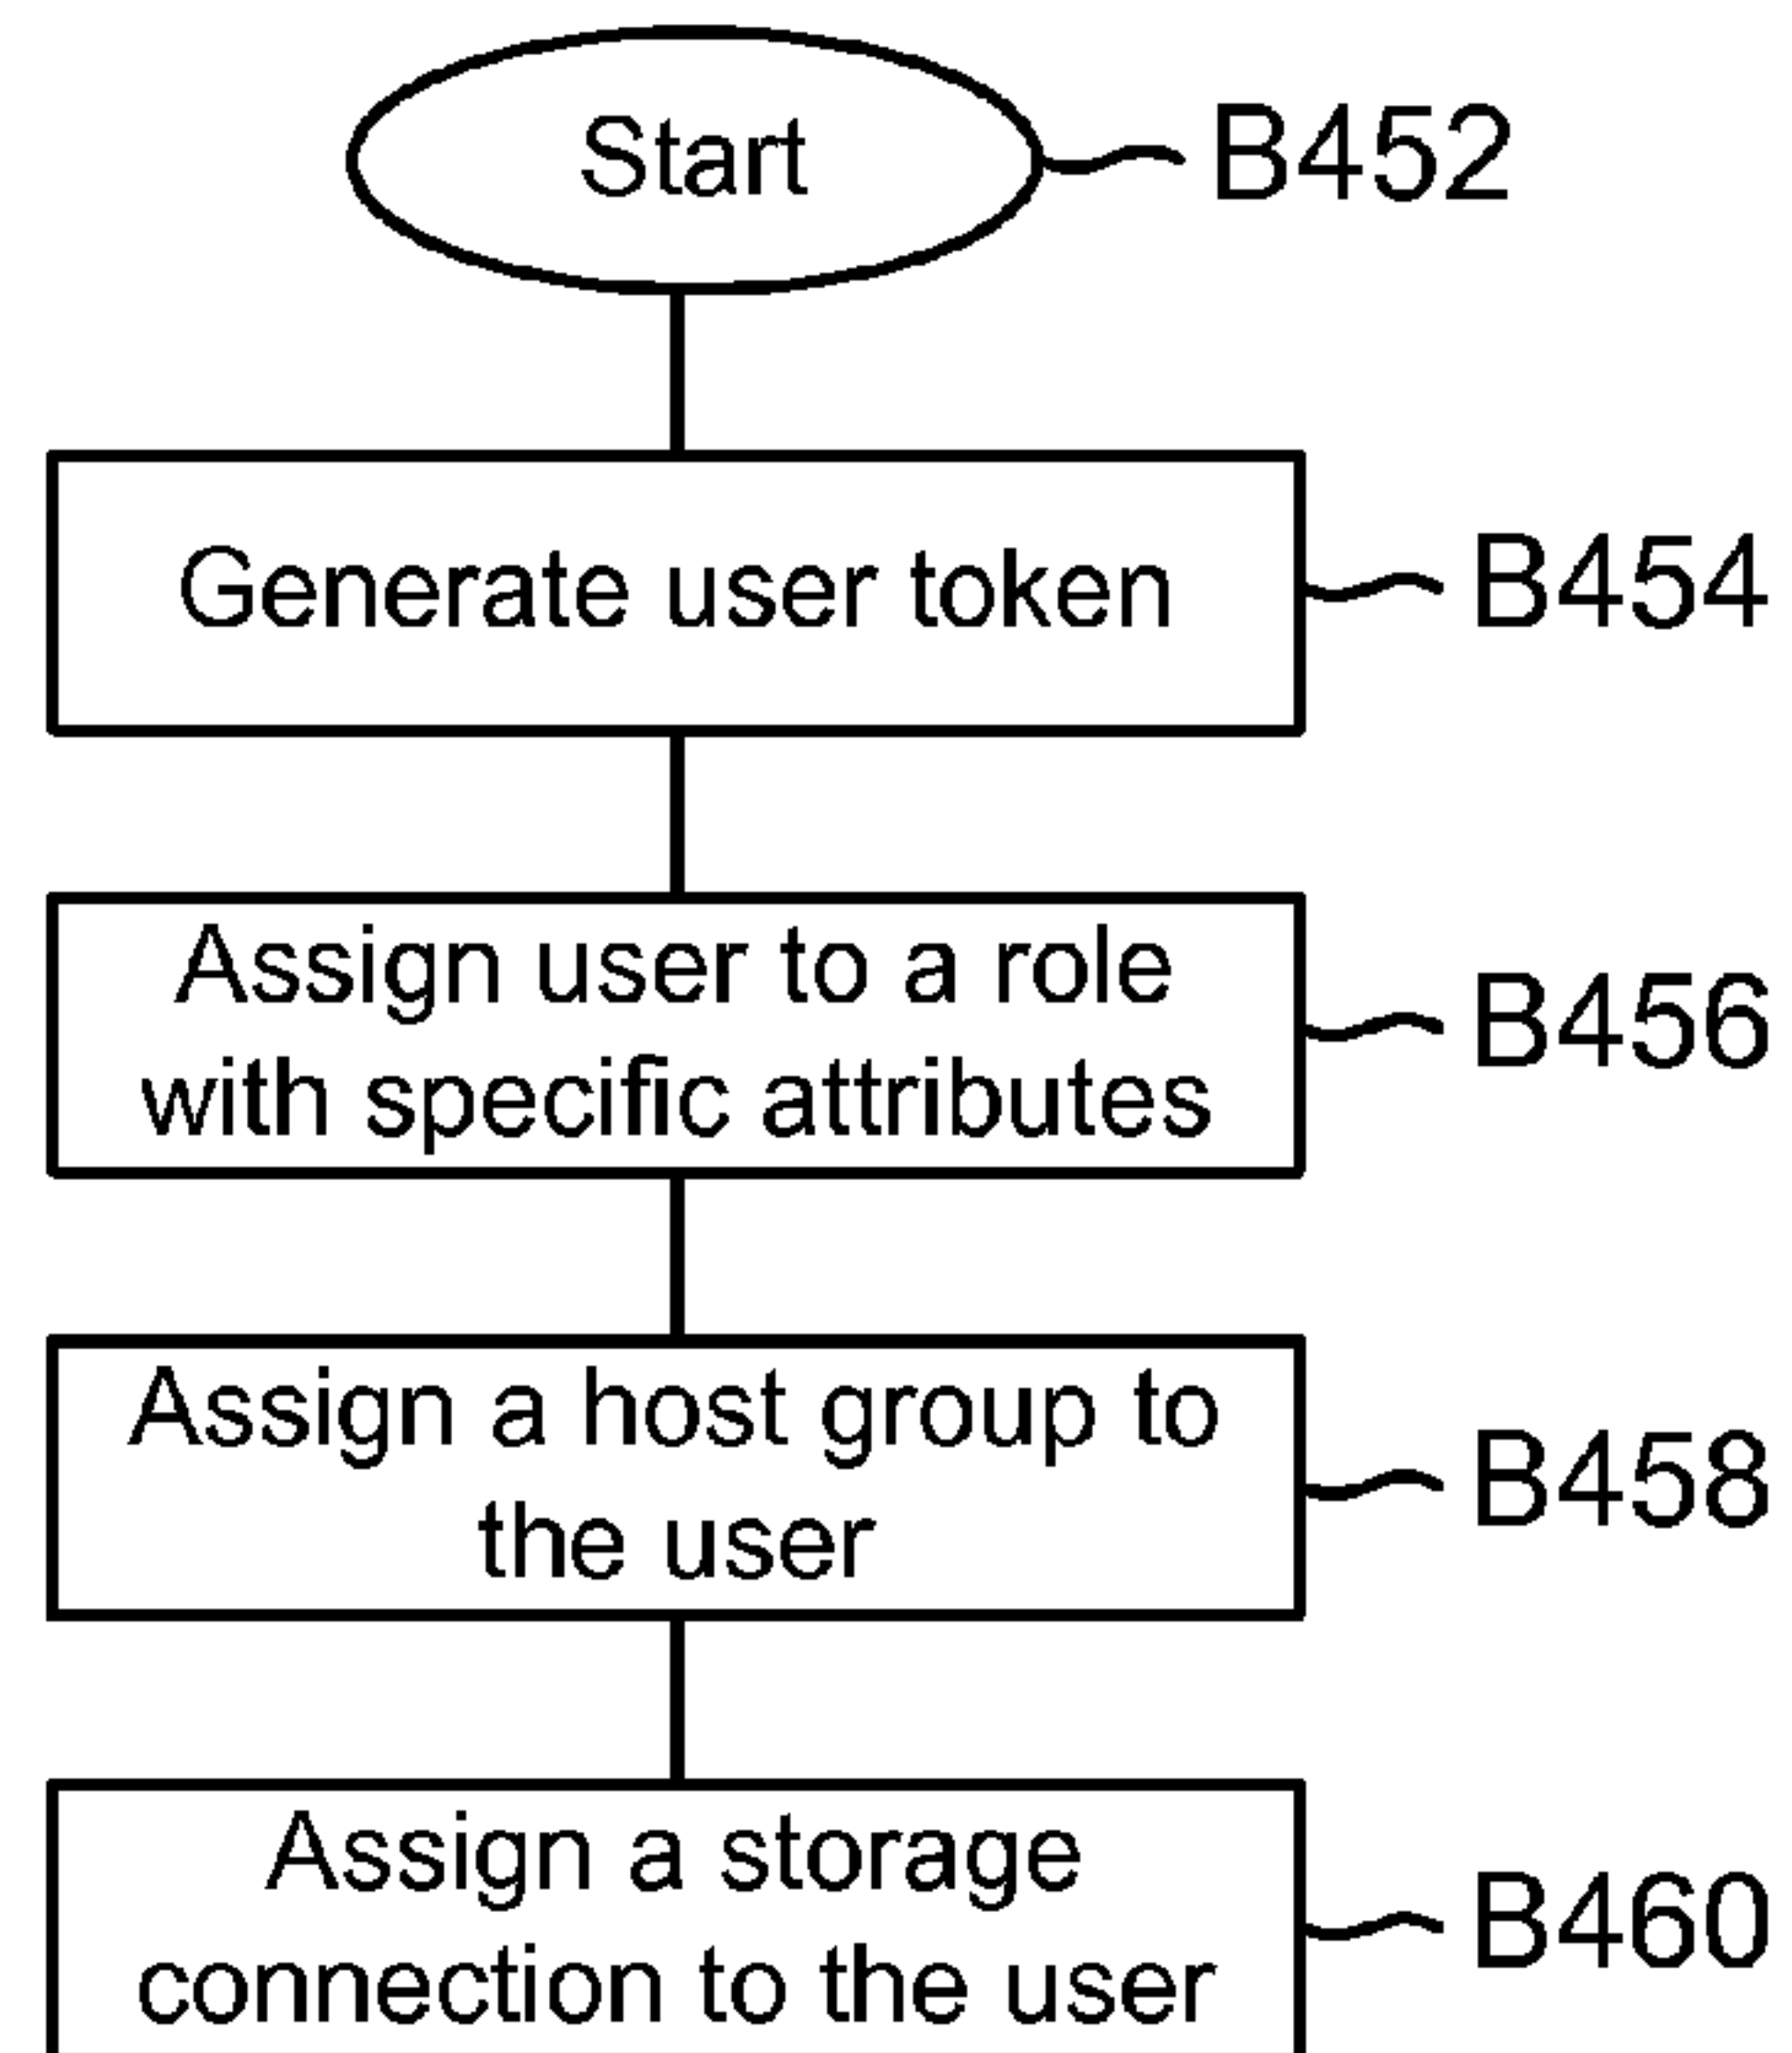 Start
B452
Generate user token
B454
Assign user to a role
with specific attributes
B456
Assign a host group to
the user
B458
Assign a storage
connection to the user
B460